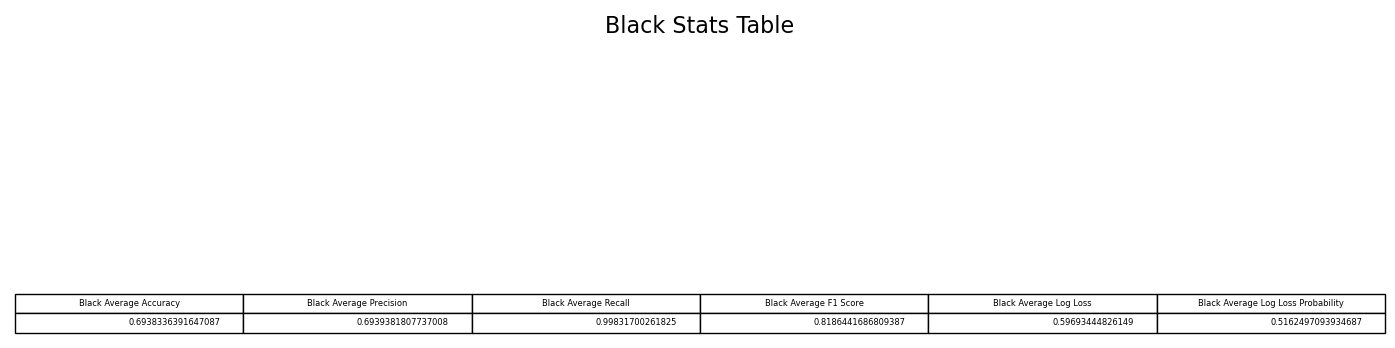 Black Stats Table
Black Average Accuracy Black Average Precision Black Average Recall Black Average F1 Score Black Average Log Loss Black Average Log Loss Probability
0.6938336391647087 0.6939381807737008 0.99831700261825 0.8186441686809387 0.59693444826149 0.5162497093934687